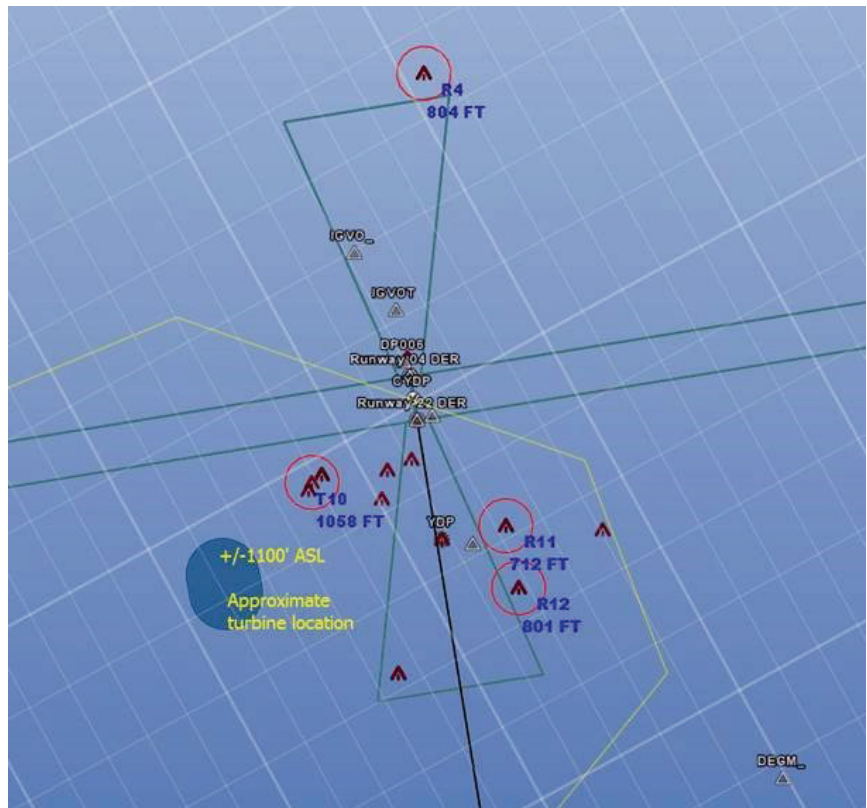 R4
804 FT
IGVO_
IGVOT
DP006
Runway 04 DER
CYDP
Runway 22 DER
T10
1058 FT
YDP
R11
712 FT
+/-1100' ASL
Approximate
turbine location
R12
801 FT
DEGM_